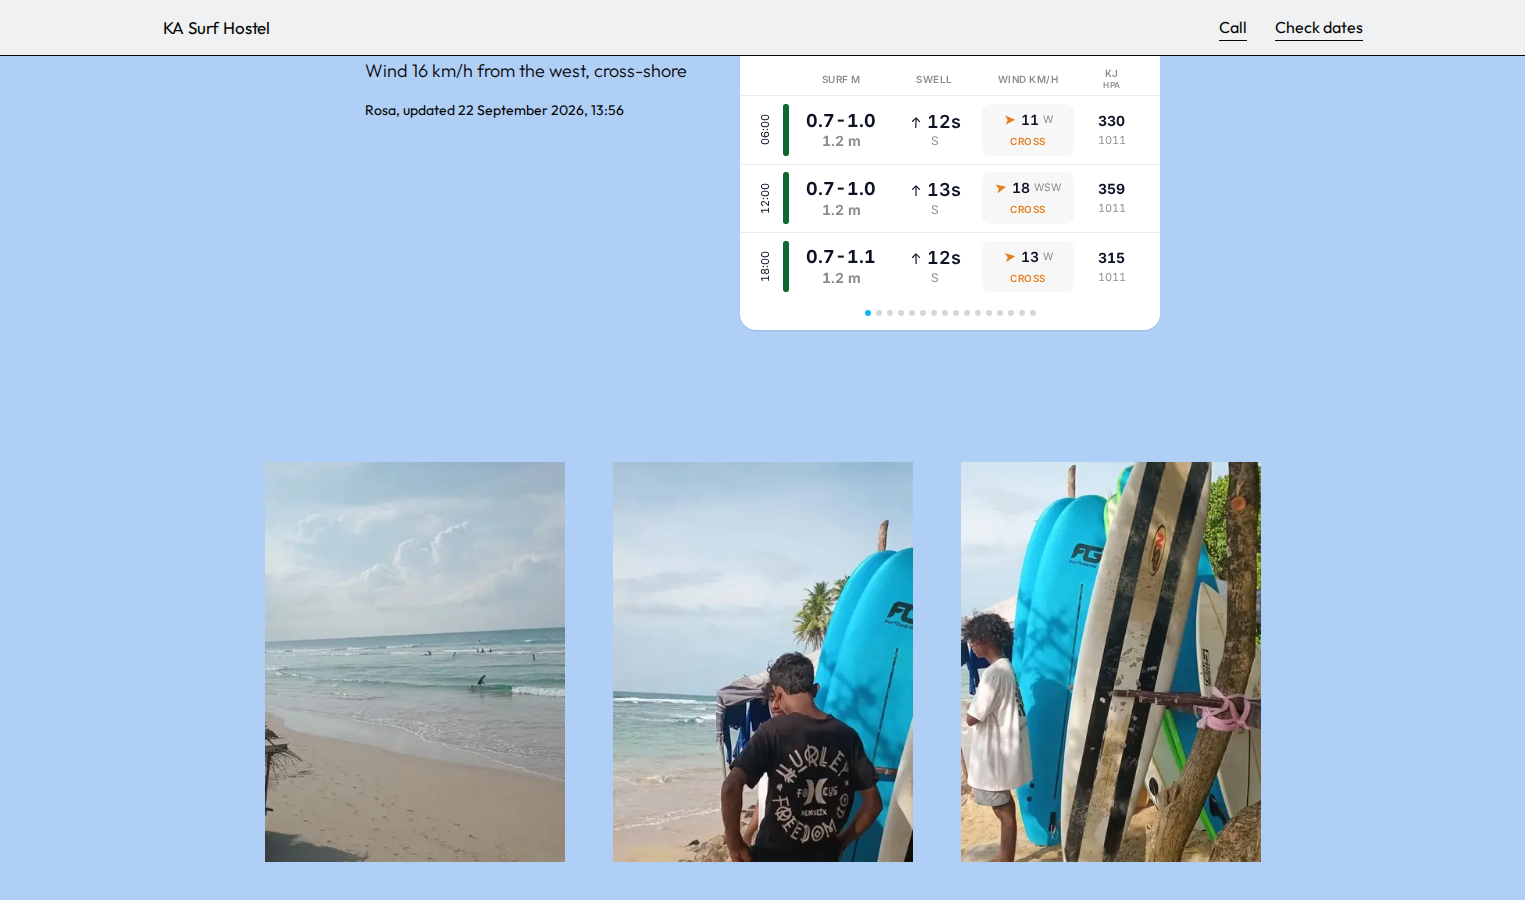 KA Surf Hostel
Call
Check dates
Wind 16 km/h from the west, cross-shore
Rosa, updated 22 September 2026, 13:56
SURF M
SWELL
WIND KM/H
KJ
HPA
06:00
0.7-1.0
1.2 m
↑ 12s
S
11 W
CROSS
330
1011
12:00
0.7-1.0
1.2 m
↑ 13s
S
18 WSW
CROSS
359
1011
18:00
0.7-1.1
1.2 m
↑ 12s
S
13 W
CROSS
315
1011
FG
HURLEY
FREEDOM
FG